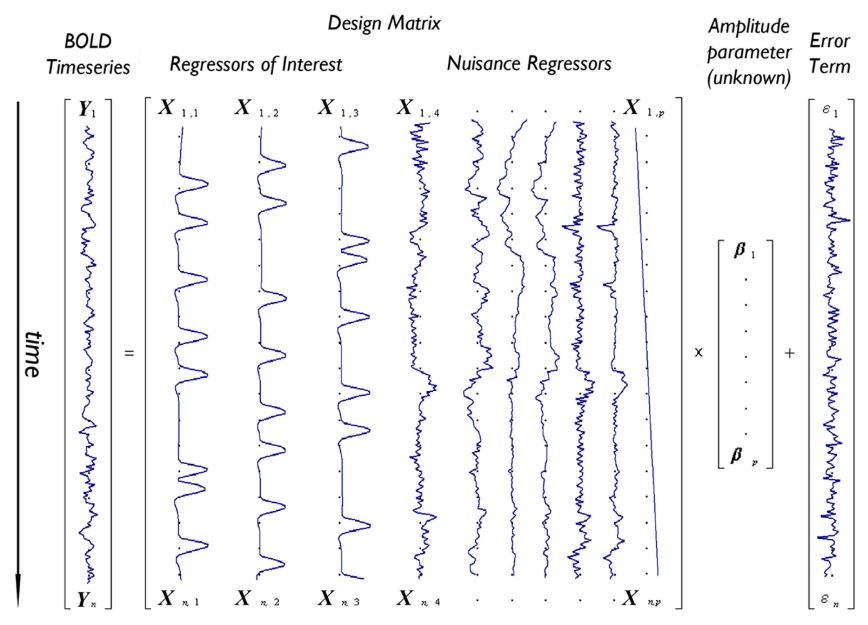 Design Matrix
BOLD
Timeseries
Regressors of Interest
Nuisance Regressors
Amplitude
parameter
(unknown)
Error
Term
Y1 X1,1 X1,2 X1,3 X1,4 . . . . X1,p ε1
β1
time = x +
βp
Yn Xn,1 Xn,2 Xn,3 Xn,4 . . . . Xn,p εn